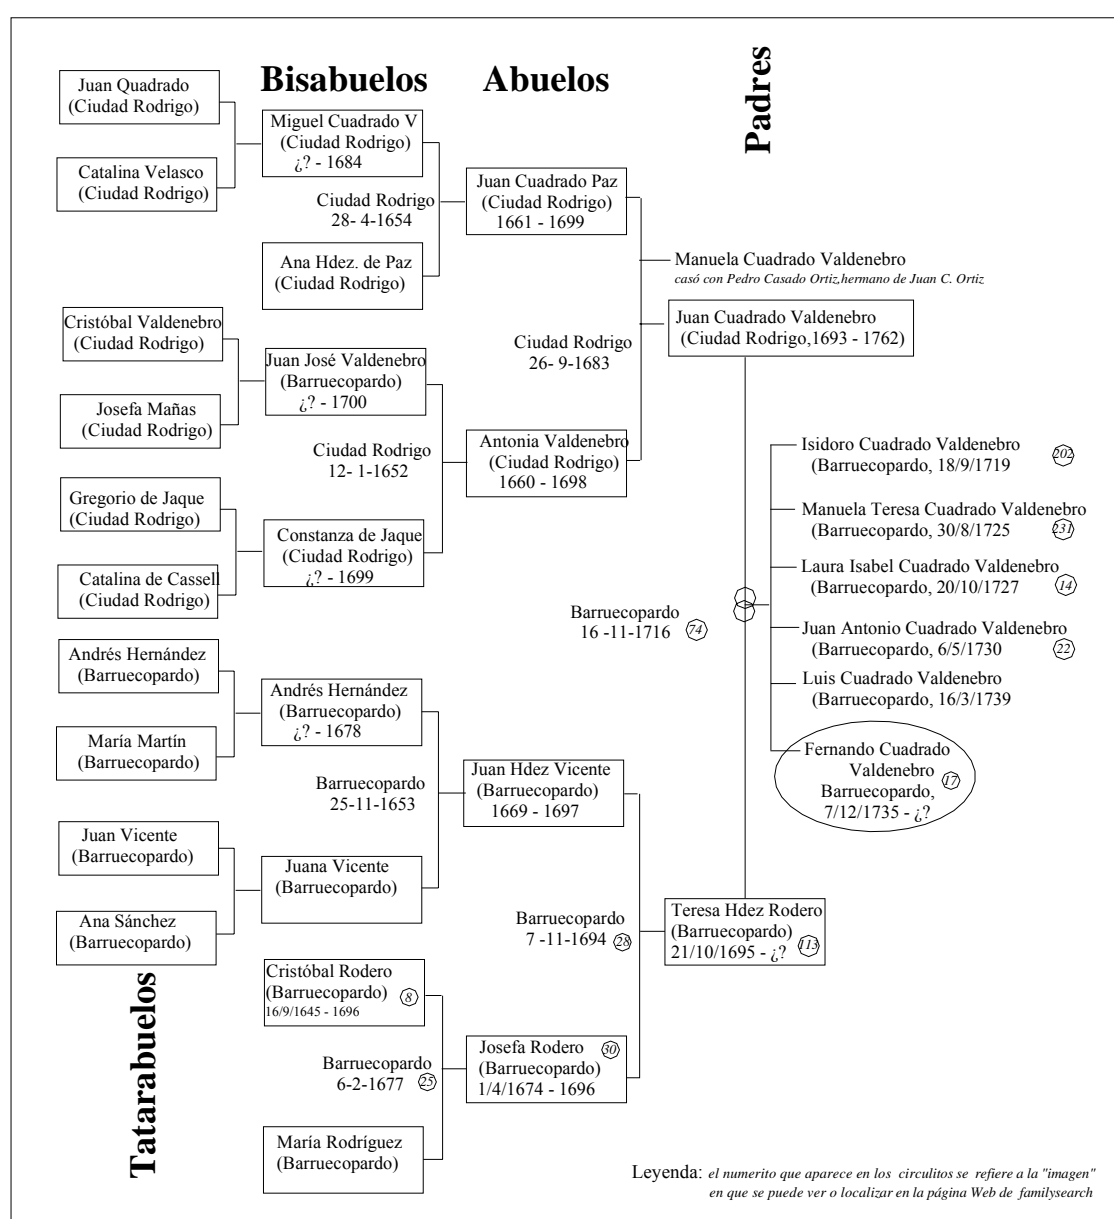 Bisabuelos
Abuelos
Padres
Tatarabuelos
Juan Quadrado
(Ciudad Rodrigo)
Catalina Velasco
(Ciudad Rodrigo)
Cristóbal Valdenebro
(Ciudad Rodrigo)
Josefa Mañas
(Ciudad Rodrigo)
Gregorio de Jaque
(Ciudad Rodrigo)
Catalina de Cassell
(Ciudad Rodrigo)
Andrés Hernández
(Barruecopardo)
María Martín
(Barruecopardo)
Juan Vicente
(Barruecopardo)
Ana Sánchez
(Barruecopardo)
Miguel Cuadrado V
(Ciudad Rodrigo)
¿? - 1684
Ciudad Rodrigo
28- 4-1654
Ana Hdez. de Paz
(Ciudad Rodrigo)
Juan José Valdenebro
(Barruecopardo)
¿? - 1700
Ciudad Rodrigo
12- 1-1652
Constanza de Jaque
(Ciudad Rodrigo)
¿? - 1699
Andrés Hernández
(Barruecopardo)
¿? - 1678
Barruecopardo
25-11-1653
Juana Vicente
(Barruecopardo)
Cristóbal Rodero
(Barruecopardo) 8
16/9/1645 - 1696
Barruecopardo
6-2-1677 25
María Rodríguez
(Barruecopardo)
Juan Cuadrado Paz
(Ciudad Rodrigo)
1661 - 1699
Ciudad Rodrigo
26- 9-1683
Antonia Valdenebro
(Ciudad Rodrigo)
1660 - 1698
Juan Hdez Vicente
(Barruecopardo)
1669 - 1697
Barruecopardo
7 -11-1694 28
Josefa Rodero 30
(Barruecopardo)
1/4/1674 - 1696
Manuela Cuadrado Valdenebro
casó con Pedro Casado Ortiz,hermano de Juan C. Ortiz
Juan Cuadrado Valdenebro
(Ciudad Rodrigo,1693 - 1762)
Barruecopardo
16 -11-1716 74
Teresa Hdez Rodero
(Barruecopardo)
21/10/1695 - ¿? 113
Isidoro Cuadrado Valdenebro
(Barruecopardo, 18/9/1719 202
Manuela Teresa Cuadrado Valdenebro
(Barruecopardo, 30/8/1725 231
Laura Isabel Cuadrado Valdenebro
(Barruecopardo, 20/10/1727 14
Juan Antonio Cuadrado Valdenebro
(Barruecopardo, 6/5/1730 22
Luis Cuadrado Valdenebro
(Barruecopardo, 16/3/1739
Fernando Cuadrado
Valdenebro 17
Barruecopardo,
7/12/1735 - ¿?
Leyenda: el numerito que aparece en los circulitos se refiere a la "imagen"
en que se puede ver o localizar en la página Web de familysearch